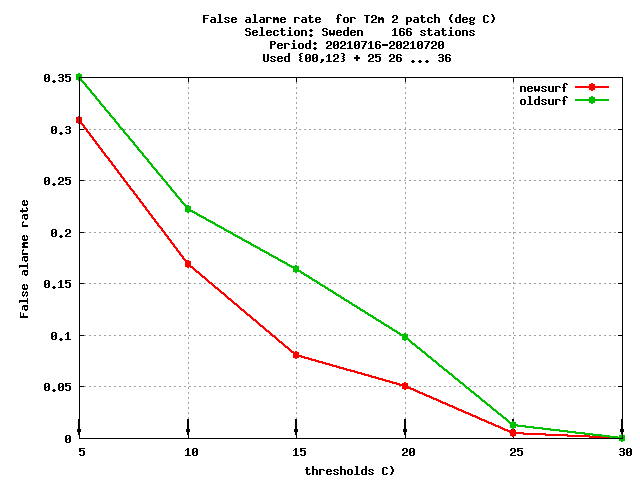 False alarme rate  for T2m 2 patch (deg C)
Selection: Sweden    166 stations
Period: 20210716-20210720
Used {00,12} + 25 26 ... 36
newsurf
oldsurf
0.35
0.3
0.25
0.2
0.15
0.1
0.05
0
False alarme rate
5 10 15 20 25 30
thresholds C)